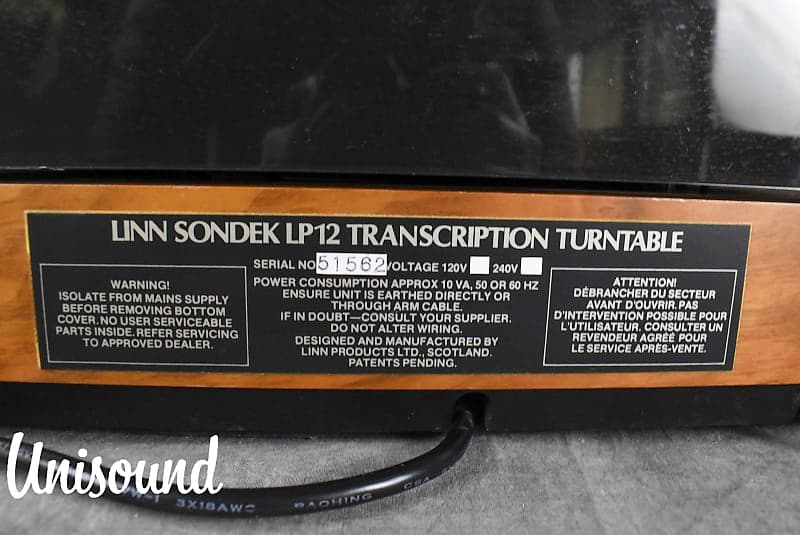 LINN SONDEK LP12 TRANSCRIPTION TURNTABLE
SERIAL NO 51562 VOLTAGE 120V 240V
POWER CONSUMPTION APPROX 10 VA, 50 OR 60 HZ
ENSURE UNIT IS EARTHED DIRECTLY OR
THROUGH ARM CABLE.
IF IN DOUBT—CONSULT YOUR SUPPLIER.
DO NOT ALTER WIRING.
DESIGNED AND MANUFACTURED BY
LINN PRODUCTS LTD., SCOTLAND.
PATENTS PENDING.
WARNING!
ISOLATE FROM MAINS SUPPLY
BEFORE REMOVING BOTTOM
COVER. NO USER SERVICEABLE
PARTS INSIDE. REFER SERVICING
TO APPROVED DEALER.
ATTENTION!
DÉBRANCHER DU SECTEUR
AVANT D'OUVRIR. PAS
D'INTERVENTION POSSIBLE POUR
L'UTILISATEUR. CONSULTER UN
REVENDEUR AGRÉÉ POUR
LE SERVICE APRÈS-VENTE.
Unisound
3X18AWG PAOHING CSA